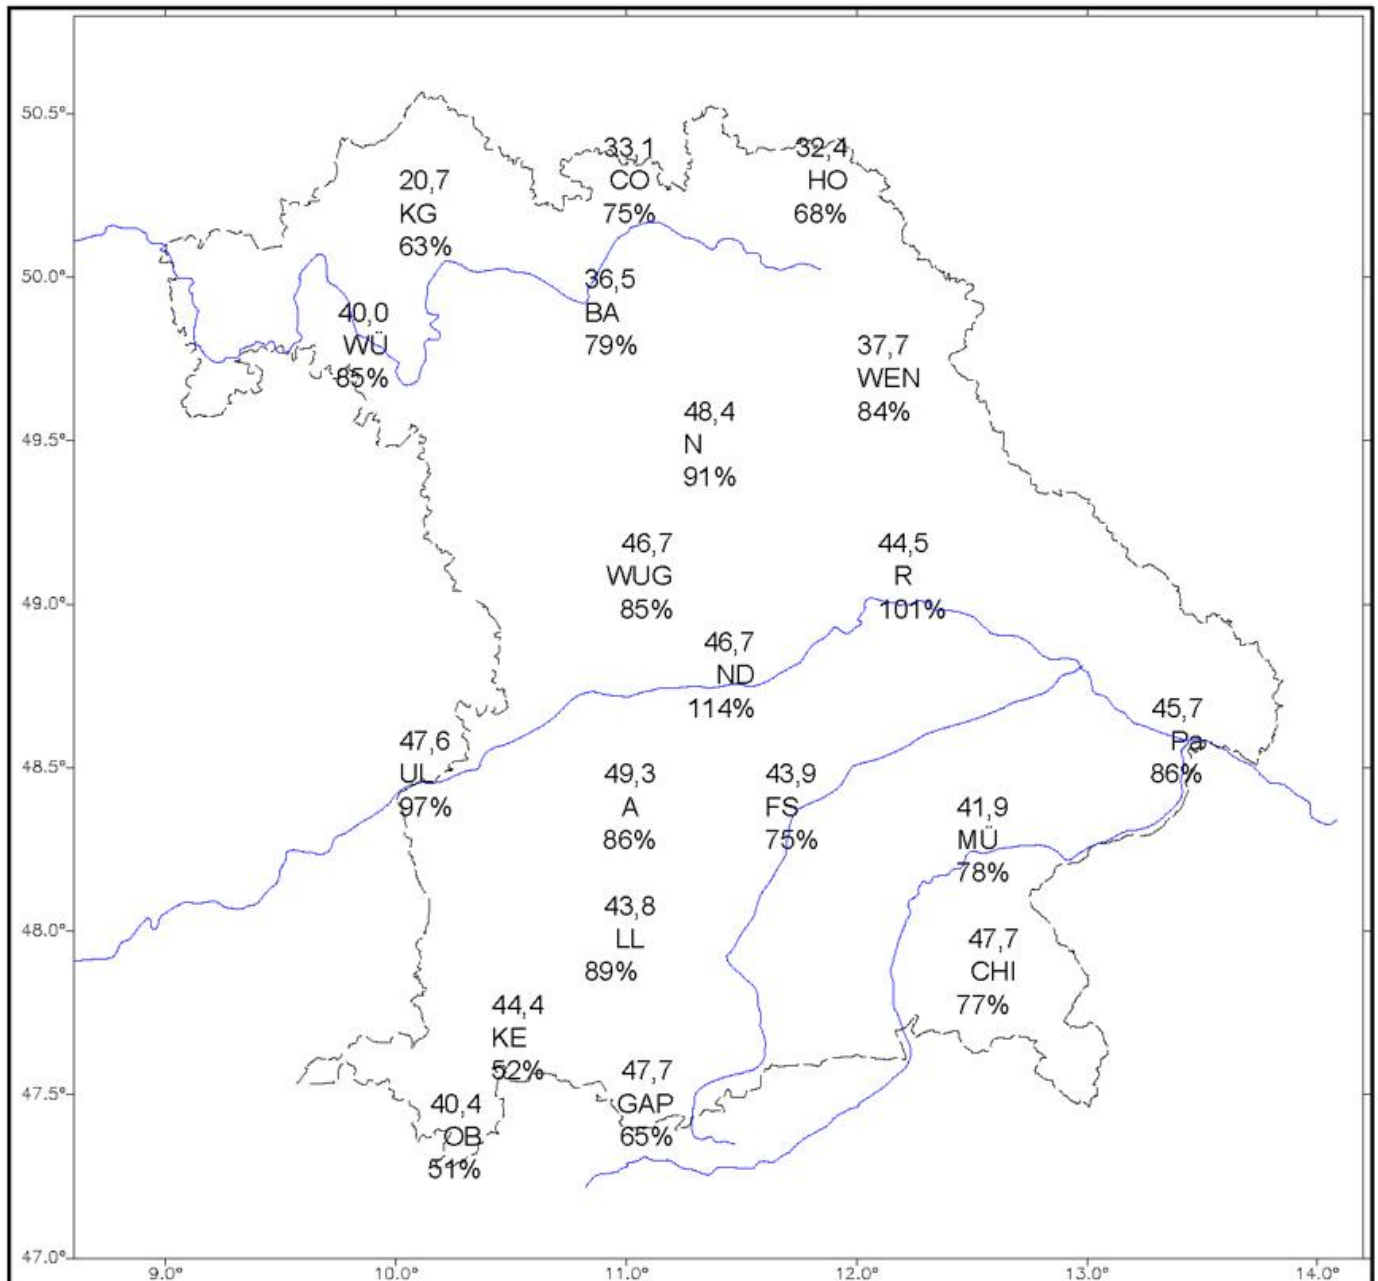 50.5°
33,1
CO
75%
32,4
HO
68%
20,7
KG
63%
50.0°
36,5
BA
79%
40,0
WÜ
85%
37,7
WEN
84%
49.5°
48,4
N
91%
46,7
WUG
85%
44,5
R
101%
49.0°
46,7
ND
114%
45,7
Pa
86%
48.5°
47,6
UL
97%
49,3
A
86%
43,9
FS
75%
41,9
MÜ
78%
48.0°
43,8
LL
89%
47,7
CHI
77%
44,4
KE
52%
47.5°
47,7
GAP
65%
40,4
OB
51%
47.0°
9.0°
10.0°
11.0°
12.0°
13.0°
14.0°